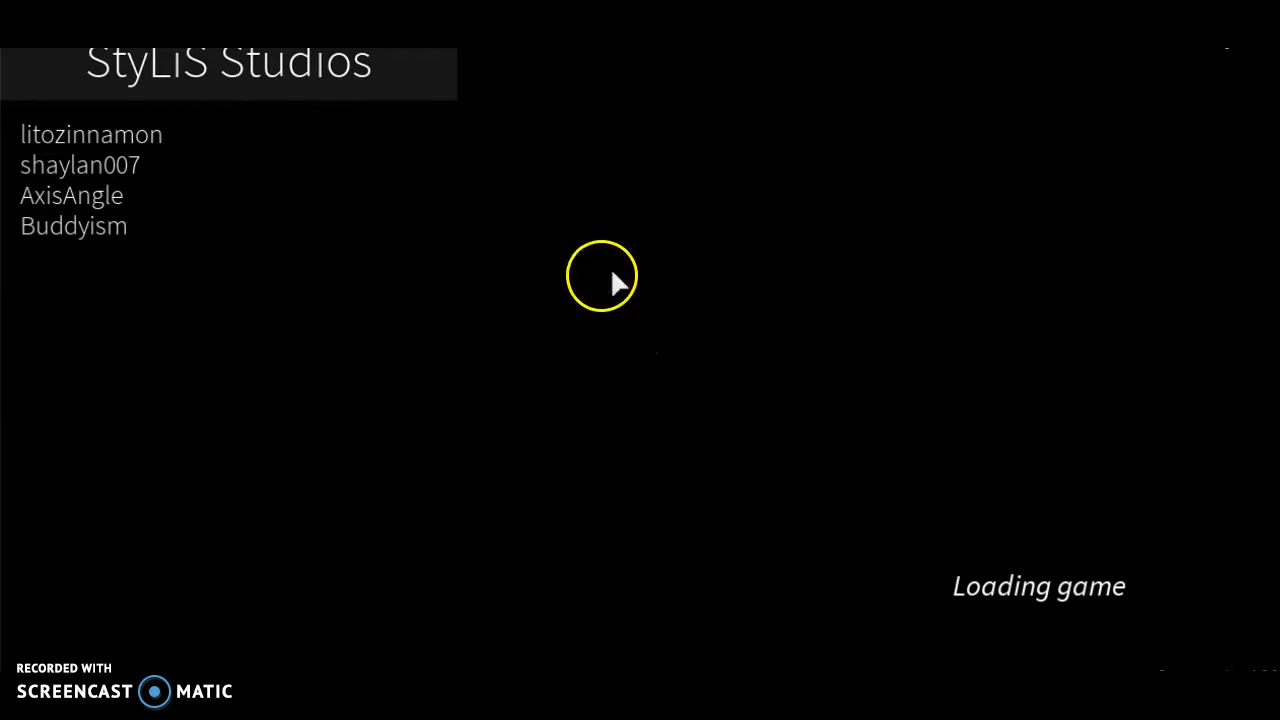 StyLiS Studios
litozinnamon
shaylan007
AxisAngle
Buddyism
Loading game
RECORDED WITH
SCREENCAST MATIC